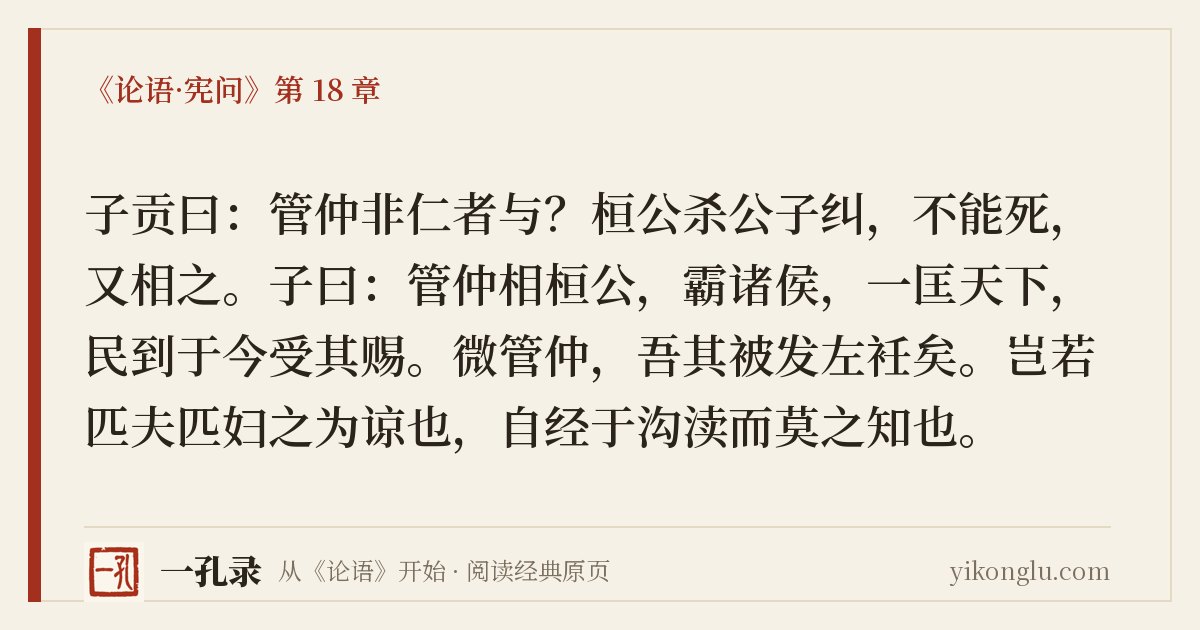 《论语·宪问》第 18 章
子贡曰：管仲非仁者与？桓公杀公子纠，不能死，
又相之。子曰：管仲相桓公，霸诸侯，一匡天下，
民到于今受其赐。微管仲，吾其被发左衽矣。岂若
匹夫匹妇之为谅也，自经于沟渎而莫之知也。
一孔
一孔录 从《论语》开始 · 阅读经典原页 yikonglu.com